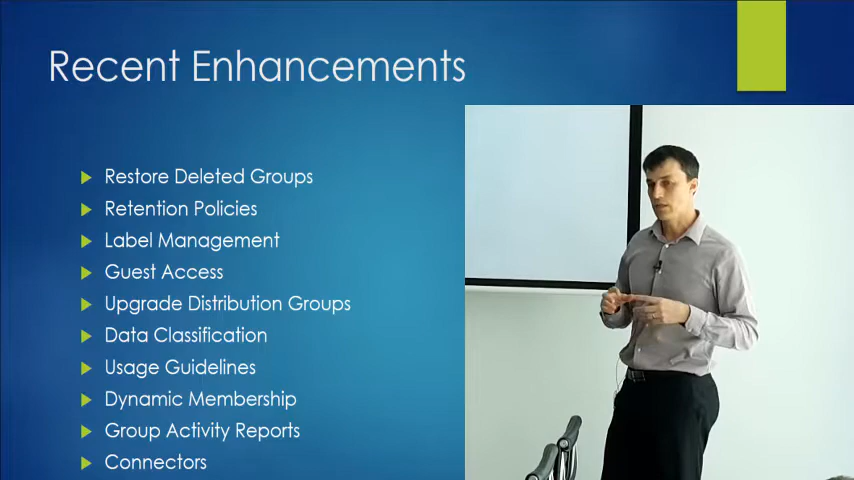 Recent Enhancements
Restore Deleted Groups
Retention Policies
Label Management
Guest Access
Upgrade Distribution Groups
Data Classification
Usage Guidelines
Dynamic Membership
Group Activity Reports
Connectors